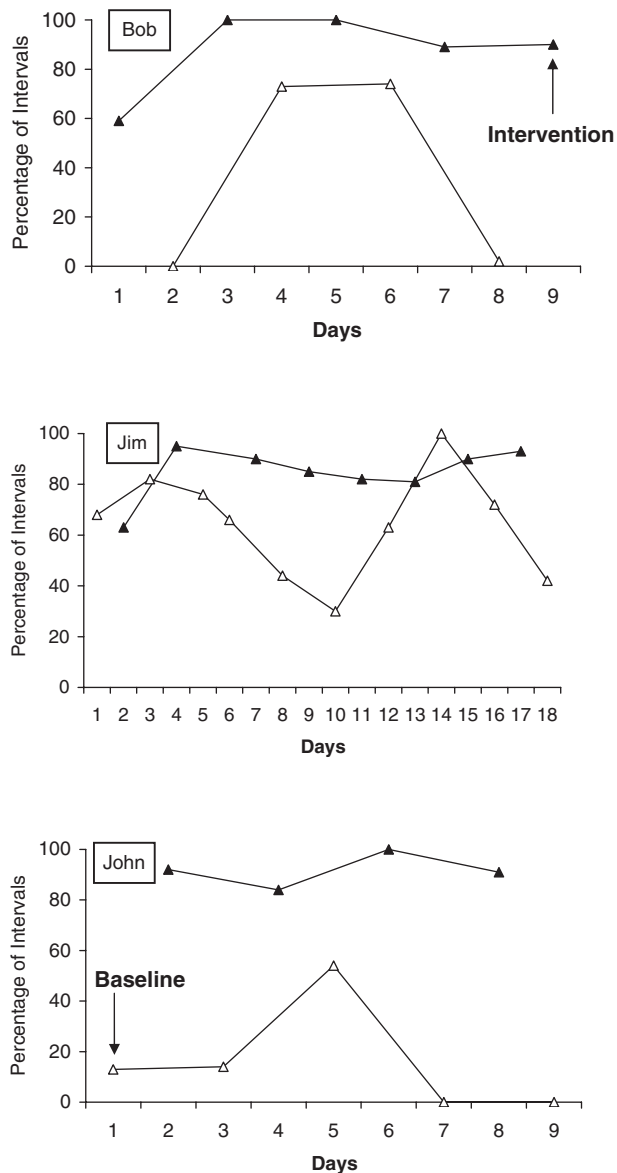 Bob
Percentage of Intervals
100
80
60
40
20
0
Intervention
1 2 3 4 5 6 7 8 9
Days
Jim
Percentage of Intervals
100
80
60
40
20
0
1 2 3 4 5 6 7 8 9 10 11 12 13 14 15 16 17 18
Days
John
Percentage of Intervals
100
80
60
40
20
0
Baseline
1 2 3 4 5 6 7 8 9
Days